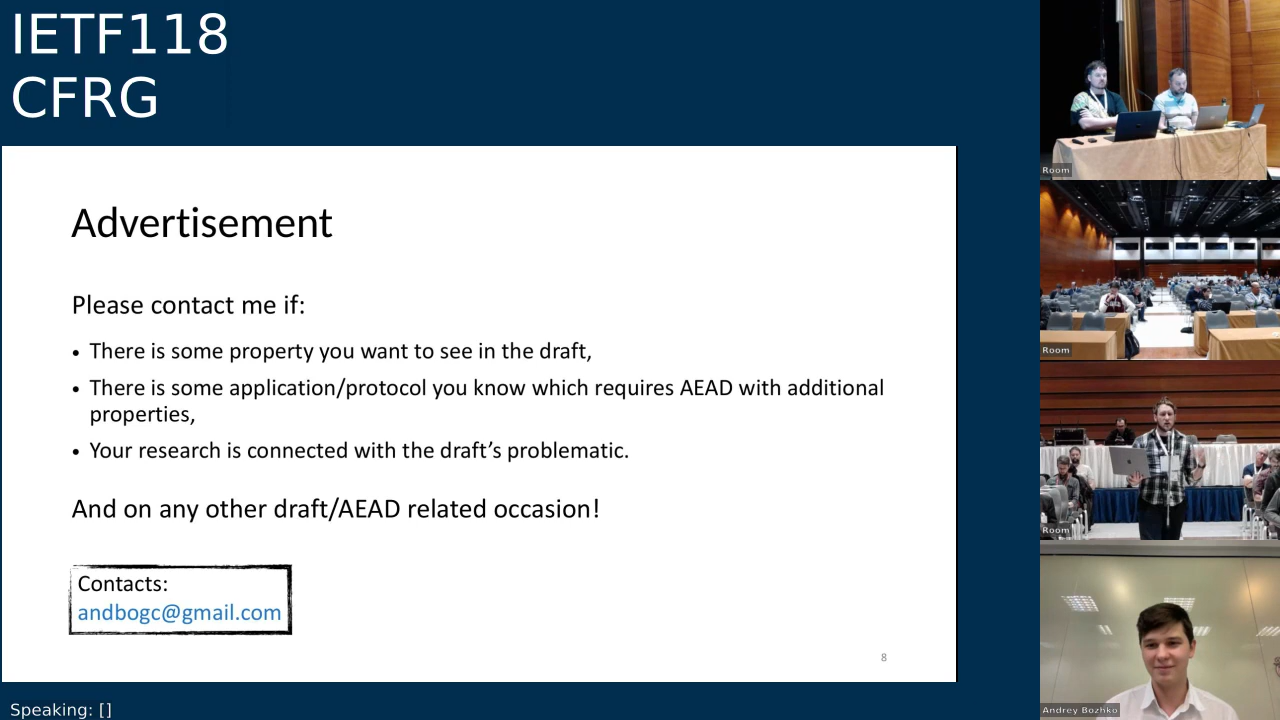 IETF118
CFRG
Advertisement
Please contact me if:
• There is some property you want to see in the draft,
• There is some application/protocol you know which requires AEAD with additional
properties,
• Your research is connected with the draft’s problematic.
And on any other draft/AEAD related occasion!
Contacts:
andbogc@gmail.com
8
Speaking: []
Room
Room
Room
Andrey Bozhko